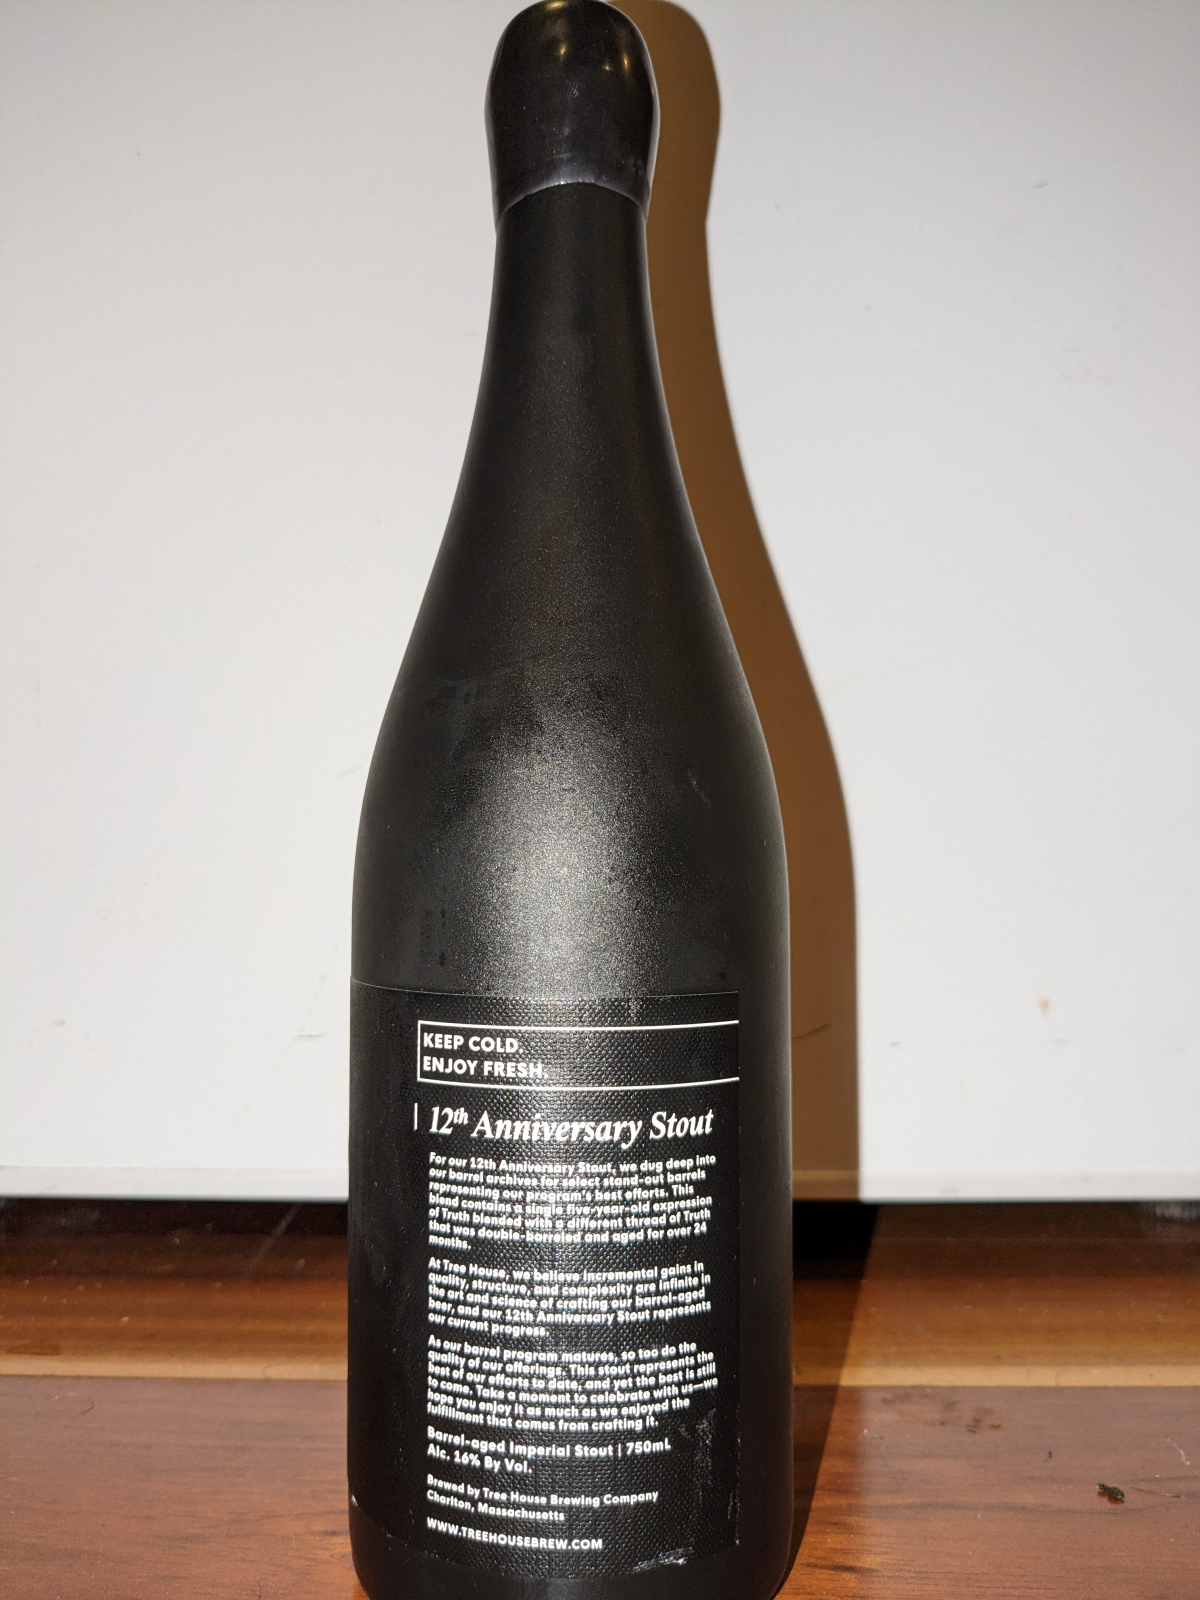 KEEP COLD.
ENJOY FRESH.
12th Anniversary Stout
For our 12th Anniversary Stout, we dug deep into
our barrel archives for select stand-out barrels
representing our program's best efforts. This
blend contains a single five-year-old expression
of Truth blended with a different thread of Truth
that was double-barreled and aged for over 24
months.
At Tree House, we believe incremental gains in
quality, structure, and complexity are infinite in
the art and science of crafting our barrel-aged
beer, and our 12th Anniversary Stout represents
our current progress.
As our barrel program matures, so too do the
quality of our offerings. This stout represents the
best of our efforts to date, and yet the best is still
to come. Take a moment to celebrate with us—we
hope you enjoy it as much as we enjoyed the
fulfillment that comes from crafting it.
Barrel-aged Imperial Stout | 750mL
Alc. 16% By Vol.
Brewed by Tree House Brewing Company
Charlton, Massachusetts
WWW.TREEHOUSEBREW.COM